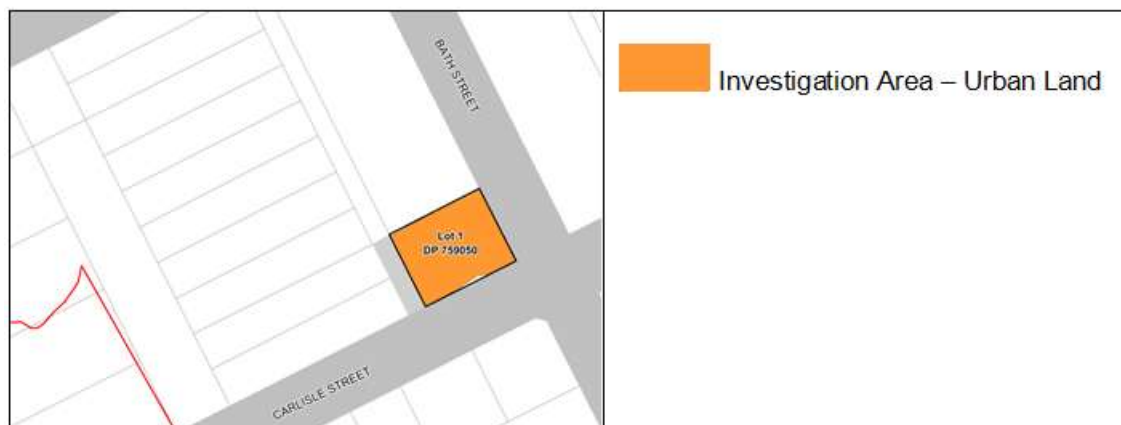 BATH STREET
Lot 1
DP 759050
CARLISLE STREET
Investigation Area – Urban Land